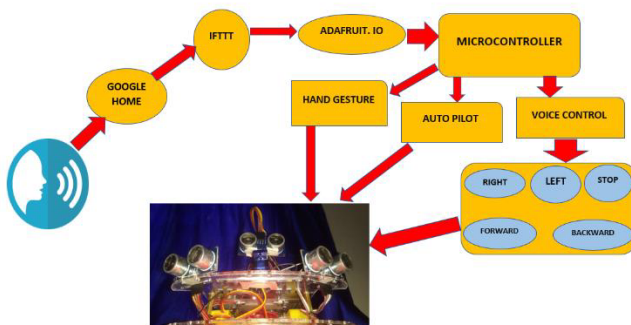 IFTTT
ADAFRUIT. IO
MICROCONTROLLER
GOOGLE
HOME
HAND GESTURE
AUTO PILOT
VOICE CONTROL
RIGHT
LEFT
STOP
FORWARD
BACKWARD